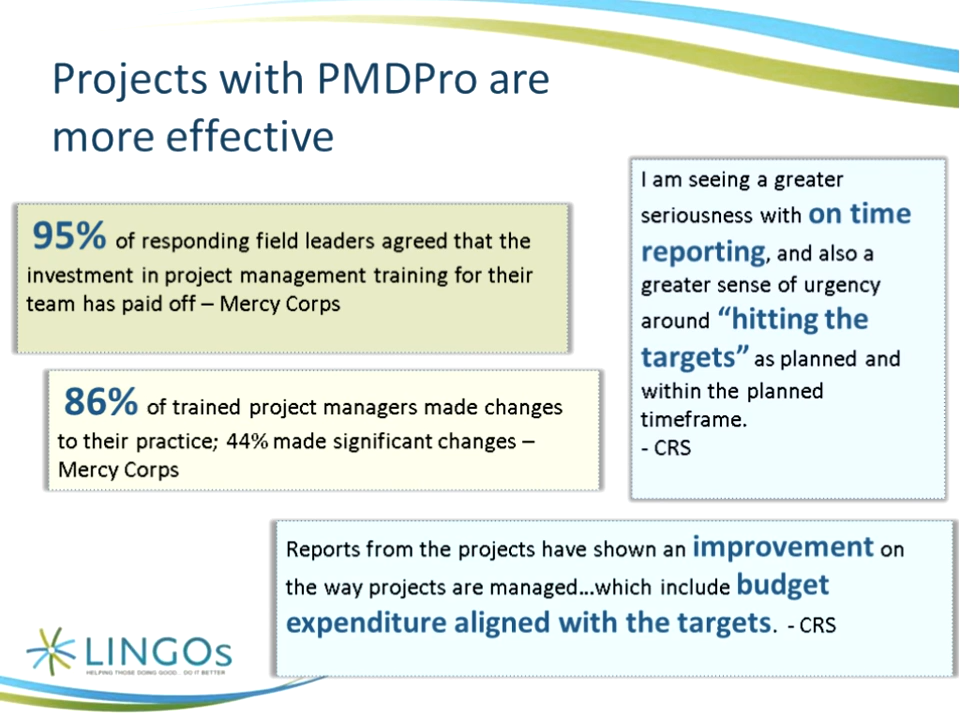 Projects with PMDPro are
more effective
95% of responding field leaders agreed that the
investment in project management training for their
team has paid off – Mercy Corps
86% of trained project managers made changes
to their practice; 44% made significant changes –
Mercy Corps
I am seeing a greater
seriousness with on time
reporting, and also a
greater sense of urgency
around “hitting the
targets” as planned and
within the planned
timeframe.
- CRS
Reports from the projects have shown an improvement on
the way projects are managed...which include budget
expenditure aligned with the targets. - CRS
LINGOs
HELPING THOSE DOING GOOD... DO IT BETTER